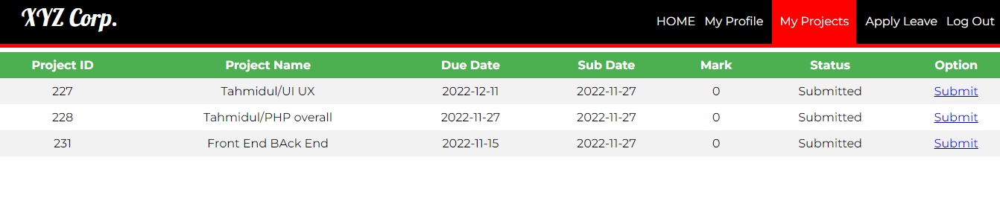 XYZ Corp.
HOME My Profile My Projects Apply Leave Log Out
Project ID Project Name Due Date Sub Date Mark Status Option
227 Tahmidul/UI UX 2022-12-11 2022-11-27 0 Submitted Submit
228 Tahmidul/PHP overall 2022-11-27 2022-11-27 0 Submitted Submit
231 Front End BAck End 2022-11-15 2022-11-27 0 Submitted Submit